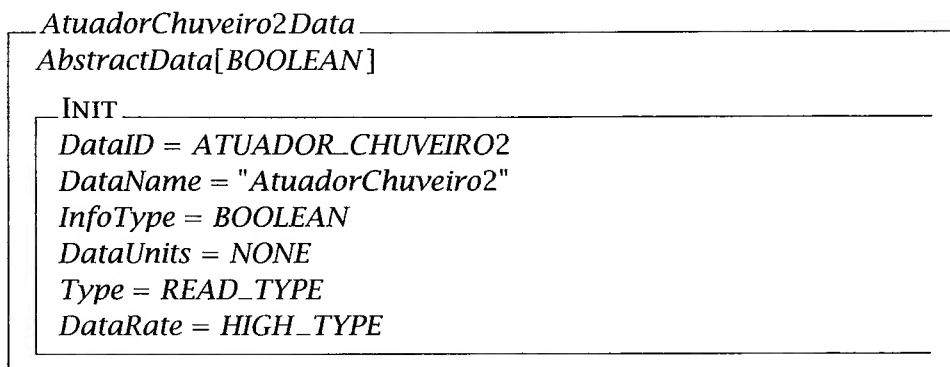 AtuadorChuveiro2Data
AbstractData[BOOLEAN]
INIT
DataID = ATUADOR_CHUVEIRO2
DataName = "AtuadorChuveiro2"
InfoType = BOOLEAN
DataUnits = NONE
Type = READ_TYPE
DataRate = HIGH_TYPE